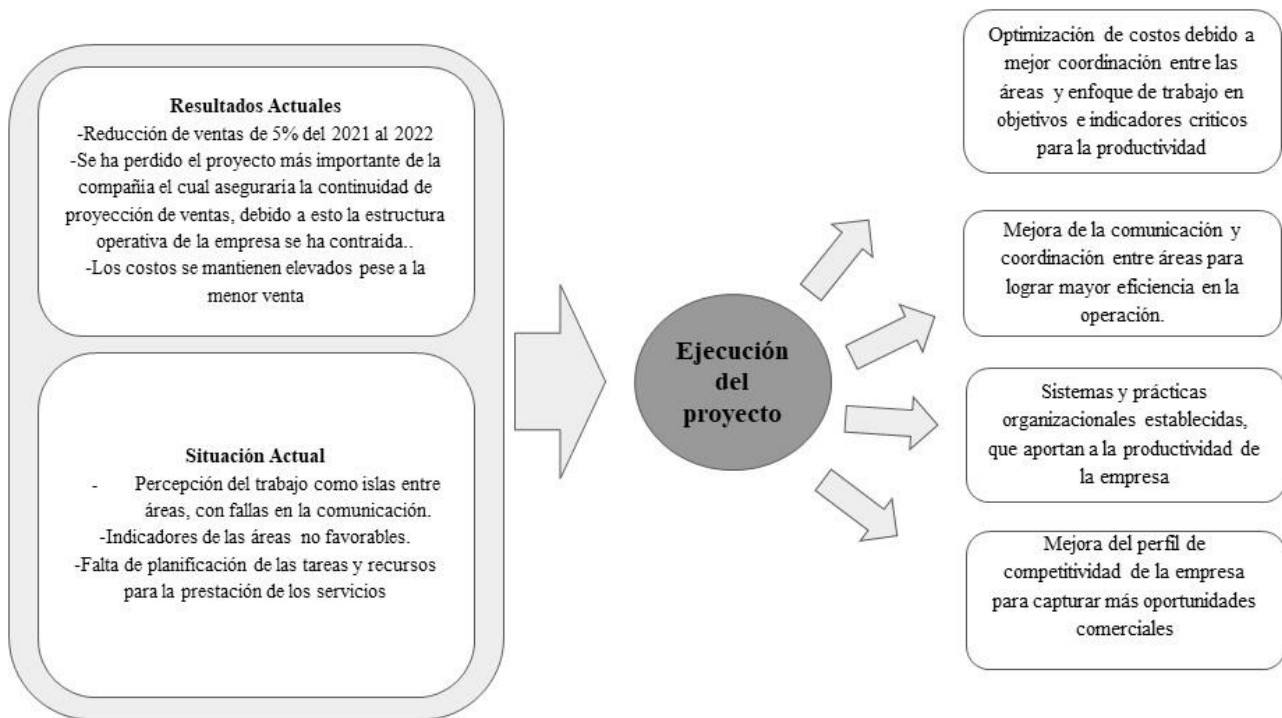 Resultados Actuales
-Reducción de ventas de 5% del 2021 al 2022
-Se ha perdido el proyecto más importante de la
compañía el cual aseguraría la continuidad de
proyección de ventas, debido a esto la estructura
operativa de la empresa se ha contraída..
-Los costos se mantienen elevados pese a la
menor venta
Situación Actual
- Percepción del trabajo como islas entre
áreas, con fallas en la comunicación.
-Indicadores de las áreas no favorables.
-Falta de planificación de las tareas y recursos
para la prestación de los servicios
Ejecución
del
proyecto
Optimización de costos debido a
mejor coordinación entre las
áreas y enfoque de trabajo en
objetivos e indicadores criticos
para la productividad
Mejora de la comunicación y
coordinación entre áreas para
lograr mayor eficiencia en la
operación.
Sistemas y prácticas
organizacionales establecidas,
que aportan a la productividad de
la empresa
Mejora del perfil de
competitividad de la empresa
para capturar más oportunidades
comerciales